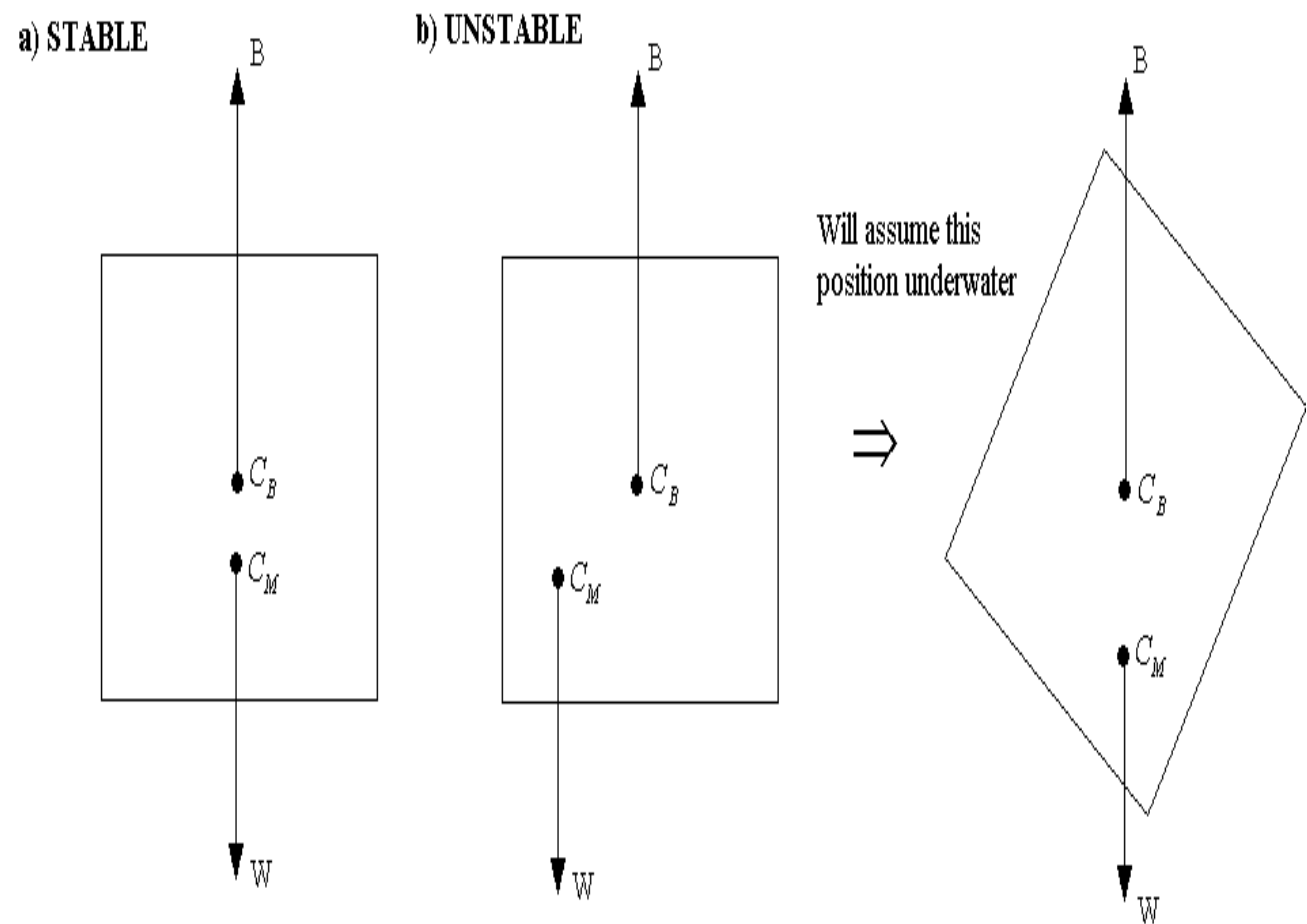 a) STABLE
B
C_B
C_M
W
b) UNSTABLE
B
C_B
C_M
W
Will assume this
position underwater
⇒
B
C_B
C_M
W